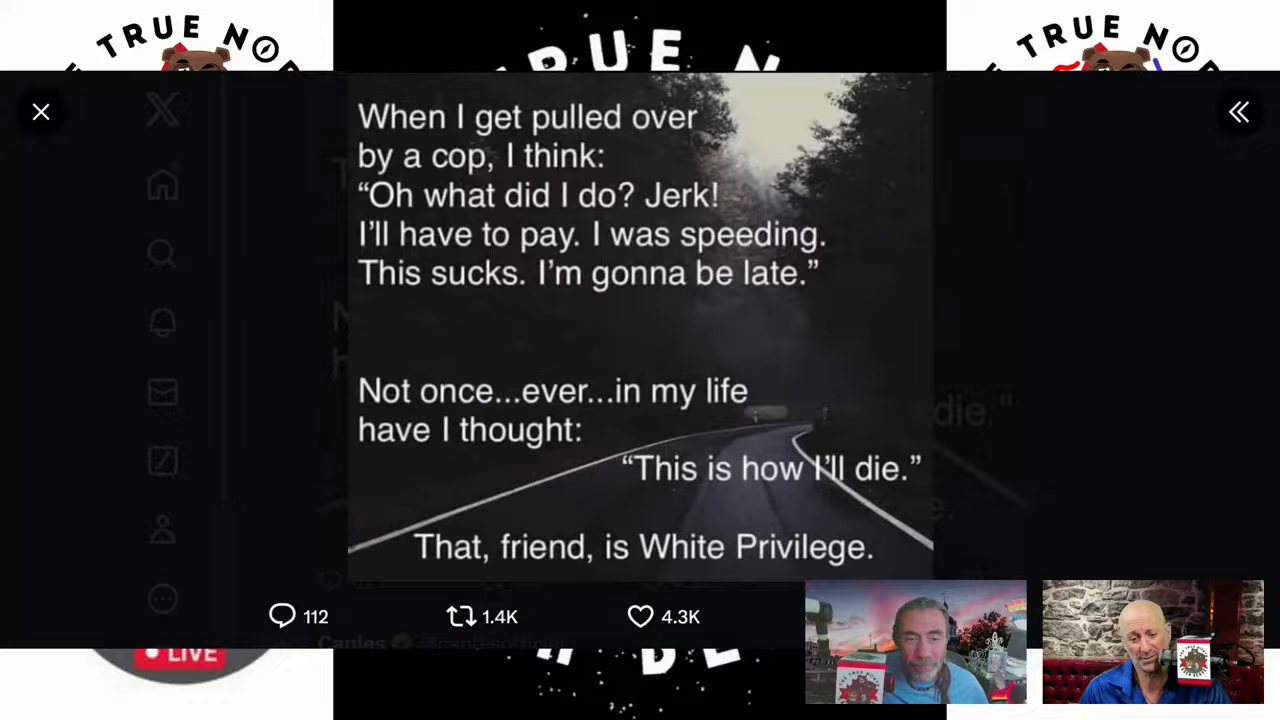 TRUE NO
TRUE N
TRUE NO
When I get pulled over
by a cop, I think:
“Oh what did I do? Jerk!
I’ll have to pay. I was speeding.
This sucks. I’m gonna be late.”
Not once...ever...in my life
have I thought:
“This is how I’ll die.”
die.”
That, friend, is White Privilege.
112
1.4K
4.3K
LIVE